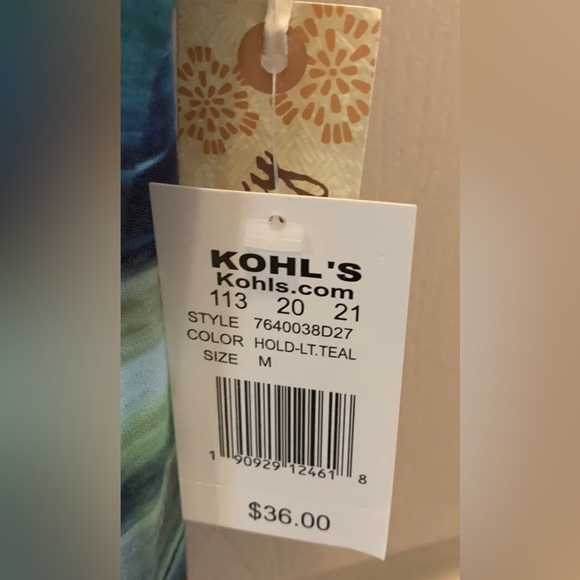 KOHL'S
Kohls.com
113 20 21
STYLE 7640038D27
COLOR HOLD-LT.TEAL
SIZE M
1 90929 12461 8
$36.00